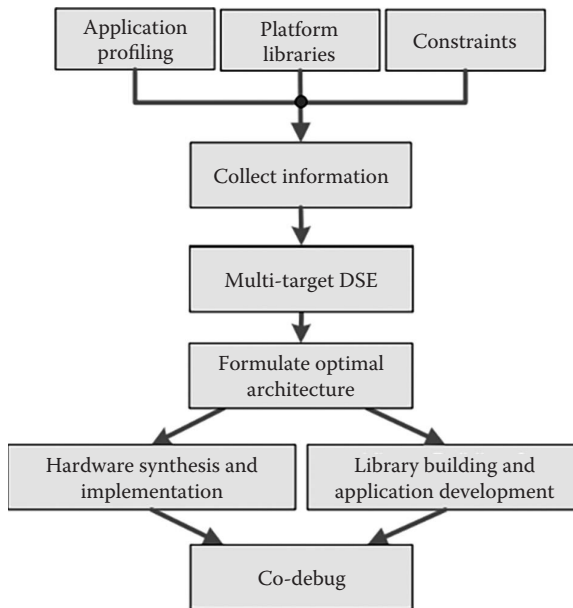 Application
profiling
Platform
libraries
Constraints
Collect information
Multi-target DSE
Formulate optimal
architecture
Hardware synthesis and
implementation
Library building and
application development
Co-debug